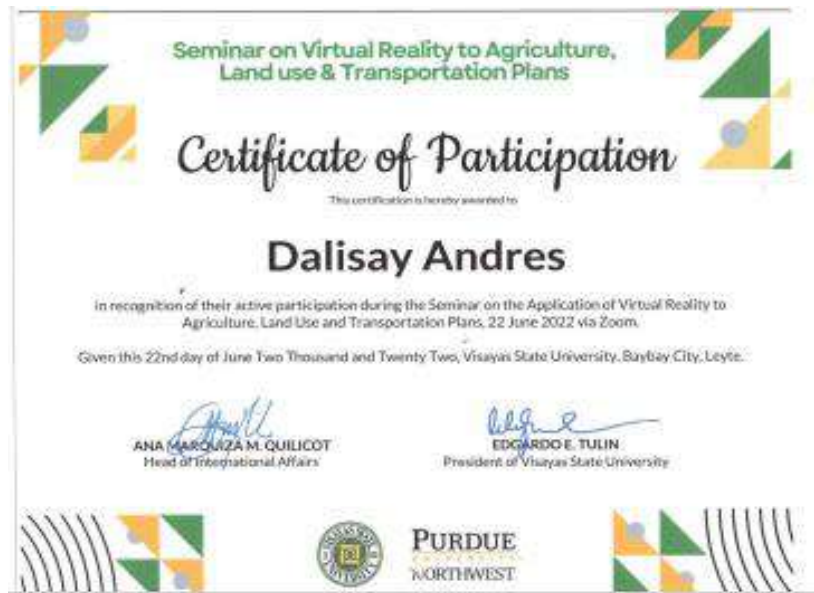 Seminar on Virtual Reality to Agriculture,
Land use & Transportation Plans
Certificate of Participation
This certification is hereby awarded to
Dalisay Andres
in recognition of their active participation during the Seminar on the Application of Virtual Reality to
Agriculture, Land Use and Transportation Plans, 22 June 2022 via Zoom.
Given this 22nd day of June Two Thousand and Twenty Two, Visayas State University, Baybay City, Leyte.
ANA MARQUIZA M. QUILICOT
Head of International Affairs
EDGARDO E. TULIN
President of Visayas State University
PURDUE
NORTHWEST